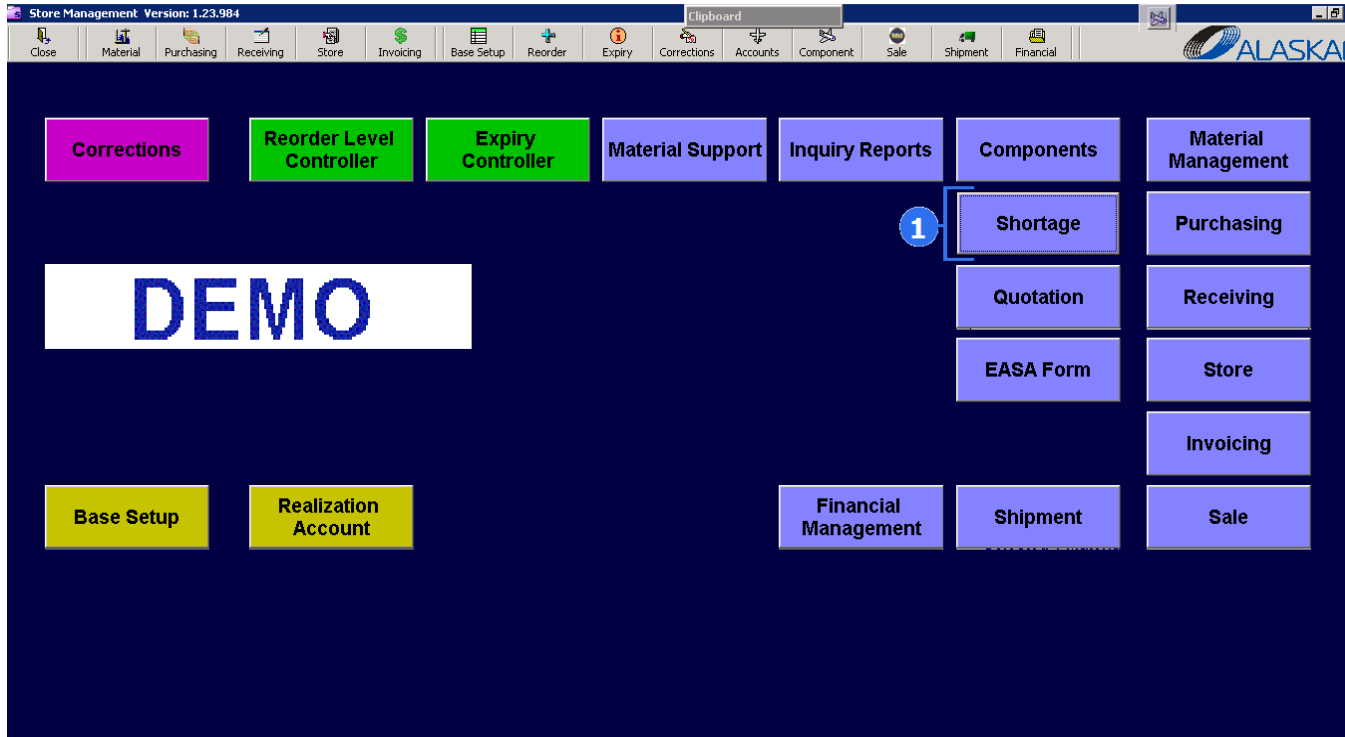 Store Management Version: 1.23.984
Clipboard
Close Material Purchasing Receiving Store Invoicing Base Setup Reorder Expiry Corrections Accounts Component Sale Shipment Financial
ALASKA
Corrections
Reorder Level
Controller
Expiry
Controller
Material Support
Inquiry Reports
Components
Material
Management
1
Shortage
Purchasing
DEMO
Quotation
Receiving
EASA Form
Store
Invoicing
Base Setup
Realization
Account
Financial
Management
Shipment
Sale